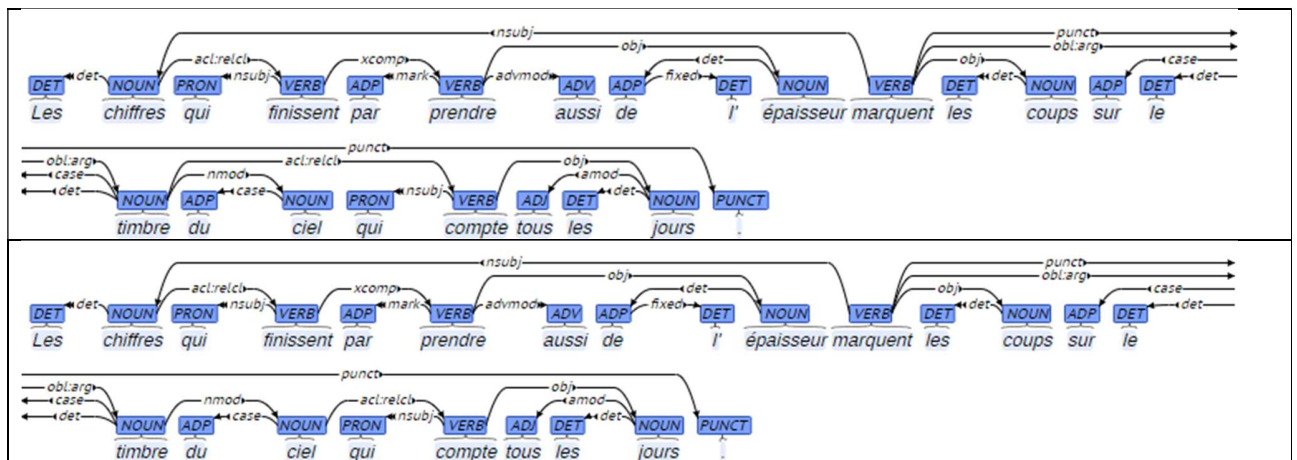 nsubj punct
obj obl:arg
acl:relcl xcomp det obj case
det nsubj mark advmod fixed det det
DET NOUN PRON VERB ADP VERB ADV ADP DET NOUN VERB DET NOUN ADP DET
Les chiffres qui finissent par prendre aussi de l' épaisseur marquent les coups sur le
punct
obl:arg acl:relcl obj
case nmod amod
det case nsubj det
NOUN ADP NOUN PRON VERB ADJ DET NOUN PUNCT
timbre du ciel qui compte tous les jours .
nsubj punct
obj obl:arg
acl:relcl xcomp det obj case
det nsubj mark advmod fixed det det
DET NOUN PRON VERB ADP VERB ADV ADP DET NOUN VERB DET NOUN ADP DET
Les chiffres qui finissent par prendre aussi de l' épaisseur marquent les coups sur le
punct
obl:arg obj
case nmod acl:relcl amod
det case nsubj det
NOUN ADP NOUN PRON VERB ADJ DET NOUN PUNCT
timbre du ciel qui compte tous les jours .